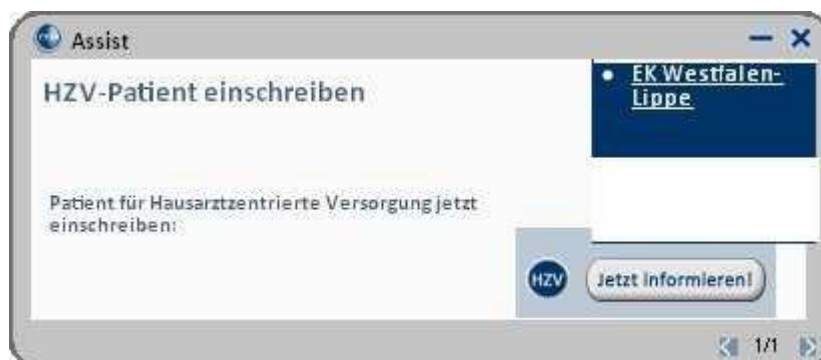 Assist
HZV-Patient einschreiben
EK Westfalen-
Lippe
Patient für Hausarztzentrierte Versorgung jetzt
einschreiben:
HZV
Jetzt informieren!
1/1